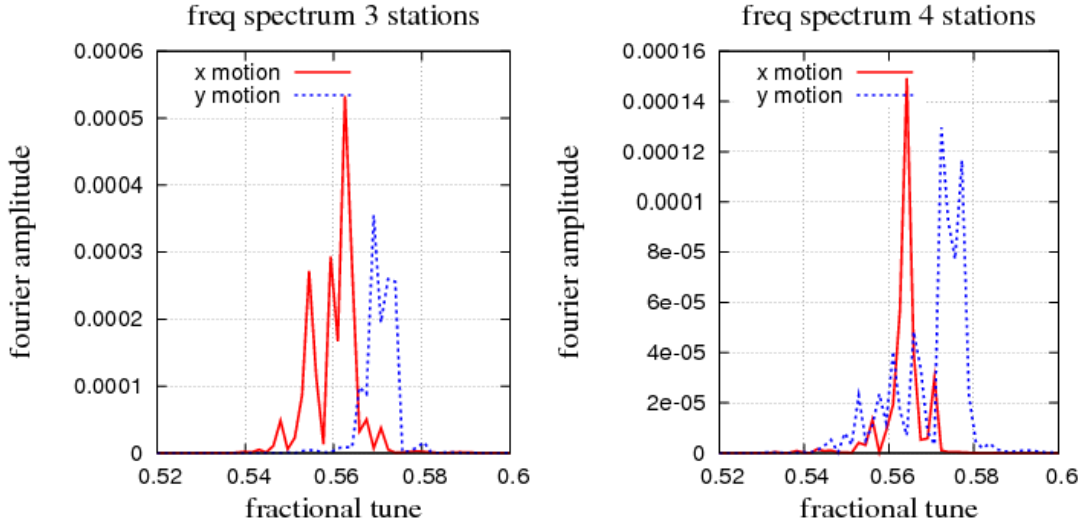 freq spectrum 3 stations
x motion
y motion
0.0006
0.0005
0.0004
0.0003
0.0002
0.0001
0
0.52
0.54
0.56
0.58
0.6
fourier amplitude
fractional tune
freq spectrum 4 stations
x motion
y motion
0.00016
0.00014
0.00012
0.0001
8e-05
6e-05
4e-05
2e-05
0
0.52
0.54
0.56
0.58
0.6
fourier amplitude
fractional tune